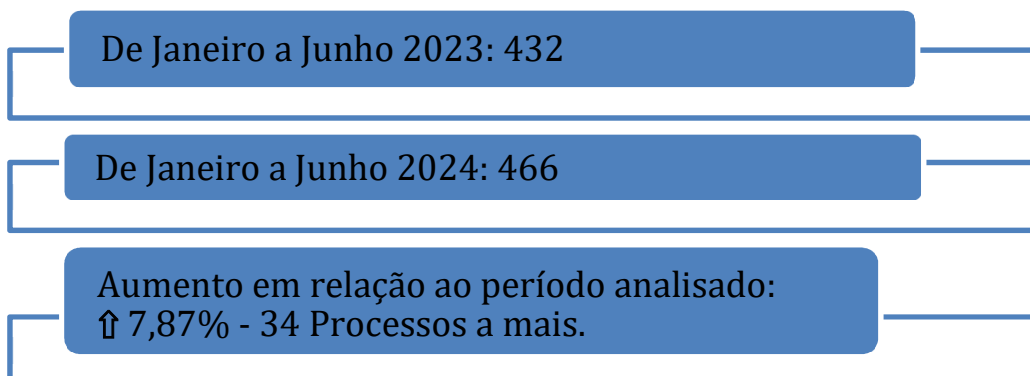 De Janeiro a Junho 2023: 432
De Janeiro a Junho 2024: 466
Aumento em relação ao período analisado:
⇧ 7,87% - 34 Processos a mais.